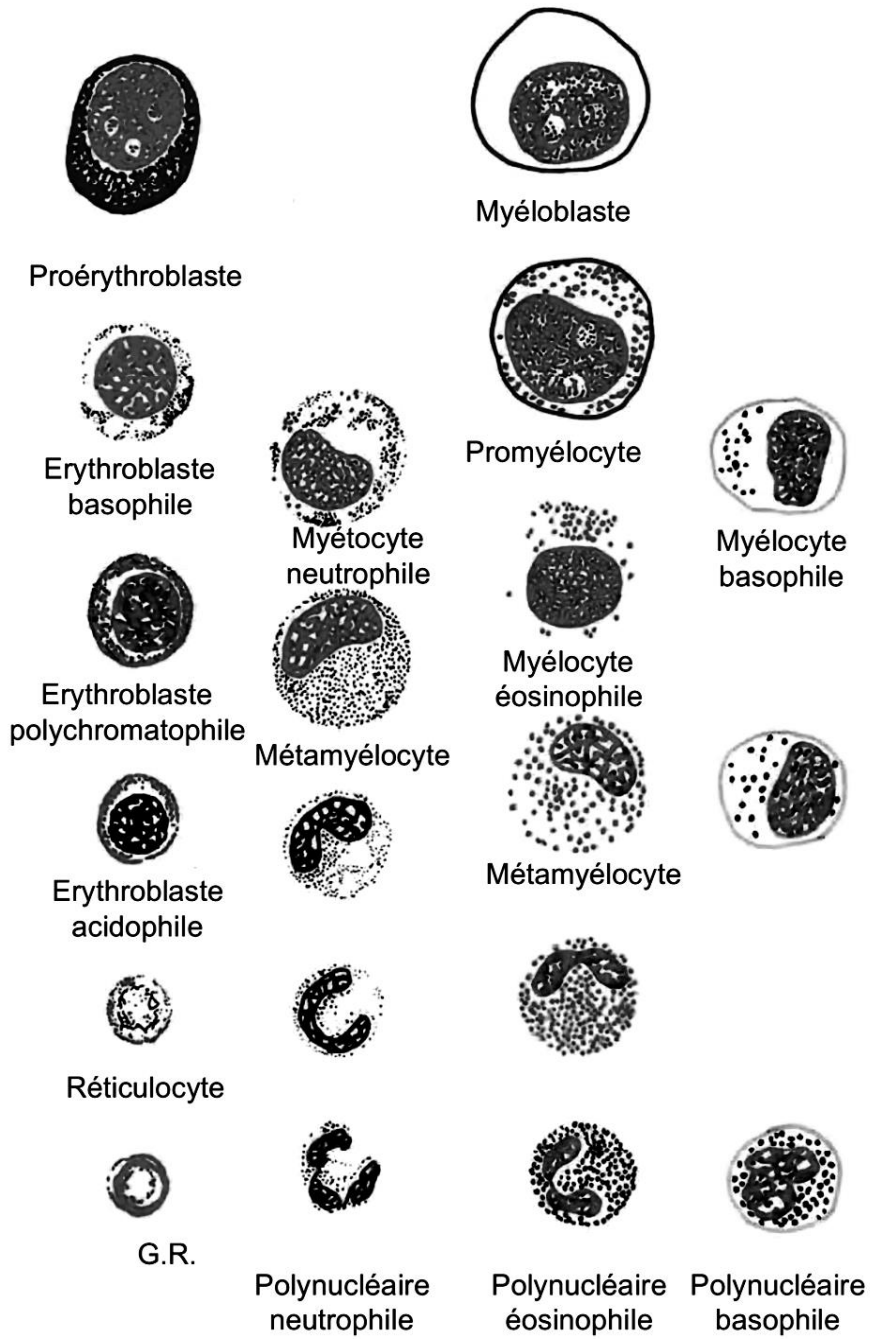 Myéloblaste
Proérythroblaste
Promyélocyte
Erythroblaste
basophile
Myétocyte
neutrophile
Myélocyte
basophile
Myélocyte
éosinophile
Erythroblaste
polychromatophile
Métamyélocyte
Métamyélocyte
Erythroblaste
acidophile
Réticulocyte
G.R.
Polynucléaire
neutrophile
Polynucléaire
éosinophile
Polynucléaire
basophile